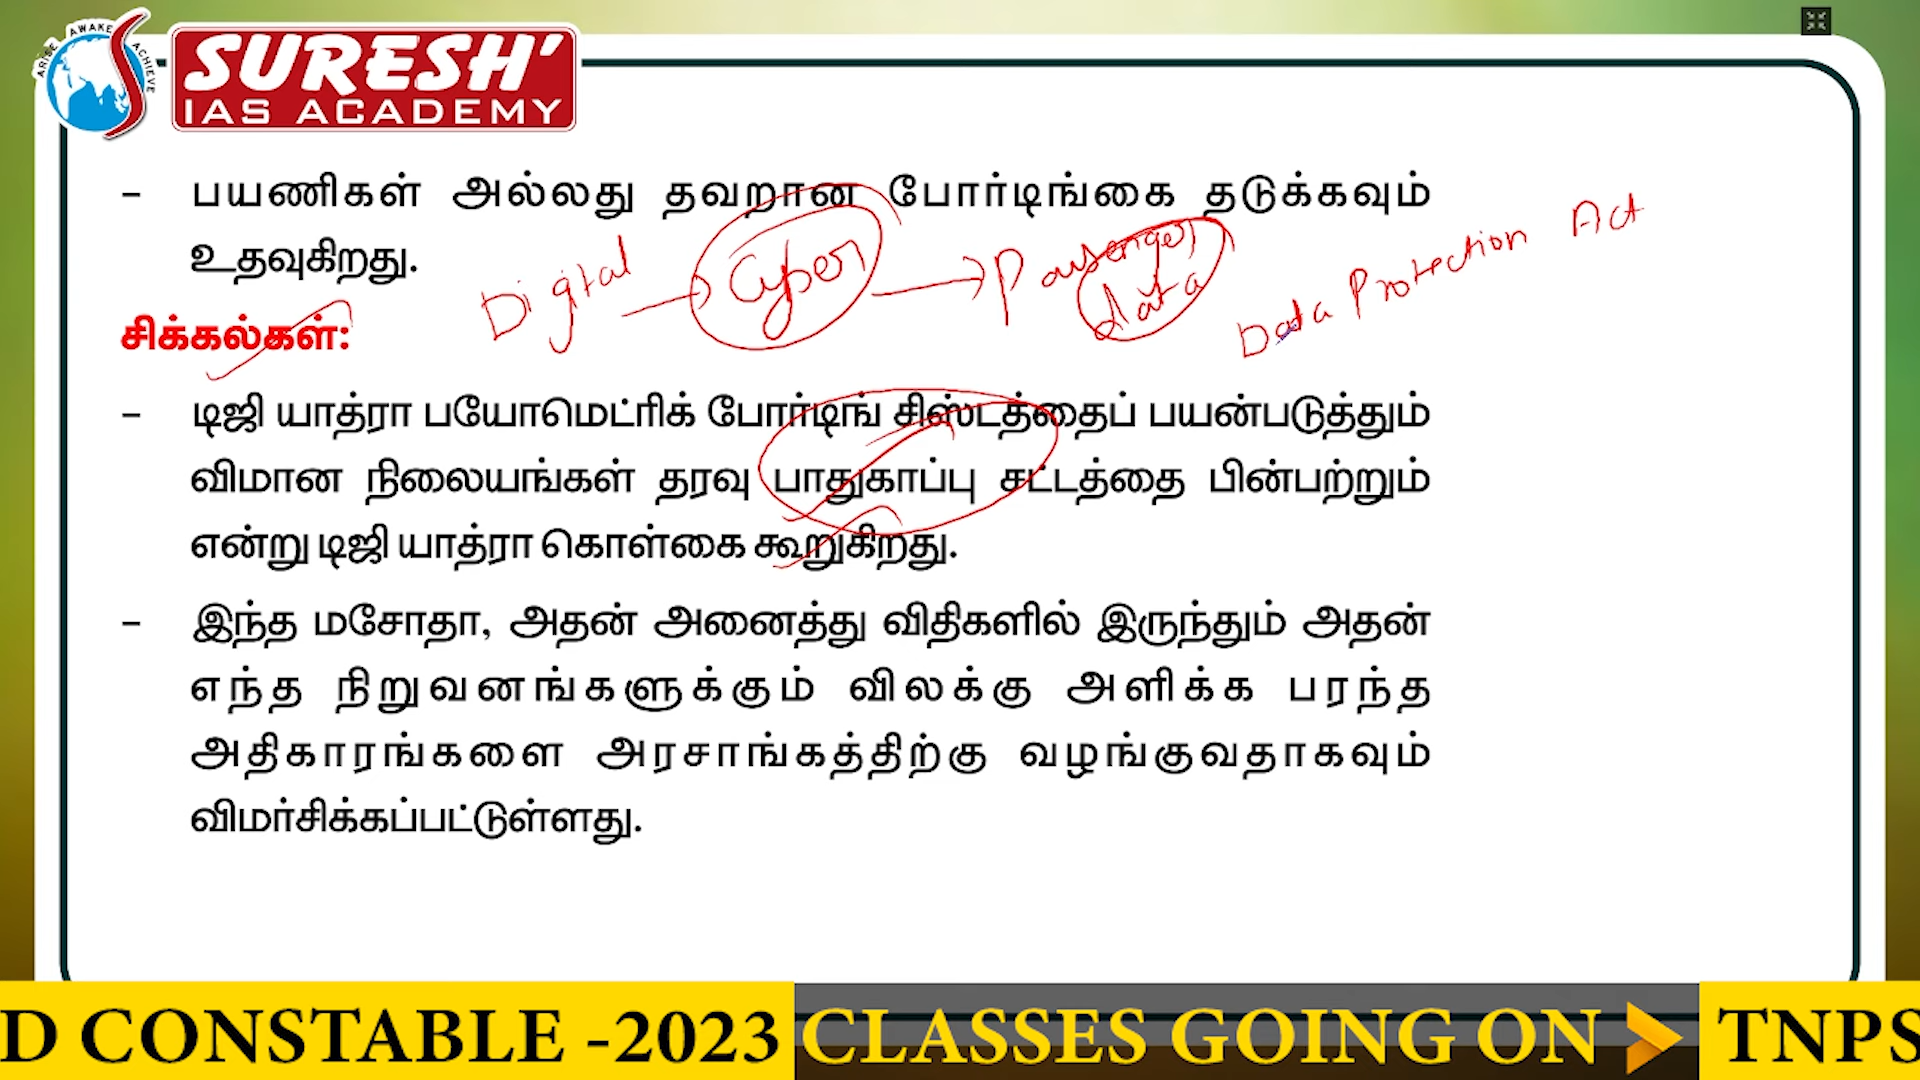 ARISE AWAKE ACHIEVE
SURESH'
IAS ACADEMY
– பயணிகள் அல்லது தவறான போர்டிங்கை தடுக்கவும்
உதவுகிறது.
Digital → Cyber → Passenger data
Data Protection Act
சிக்கல்கள்:
– டிஜி யாத்ரா பயோமெட்ரிக் போர்டிங் சிஸ்டத்தைப் பயன்படுத்தும்
விமான நிலையங்கள் தரவு பாதுகாப்பு சட்டத்தை பின்பற்றும்
என்று டிஜி யாத்ரா கொள்கை கூறுகிறது.
– இந்த மசோதா, அதன் அனைத்து விதிகளில் இருந்தும் அதன்
எந்த நிறுவனங்களுக்கும் விலக்கு அளிக்க பரந்த
அதிகாரங்களை அரசாங்கத்திற்கு வழங்குவதாகவும்
விமர்சிக்கப்பட்டுள்ளது.
D CONSTABLE -2023 CLASSES GOING ON TNPS